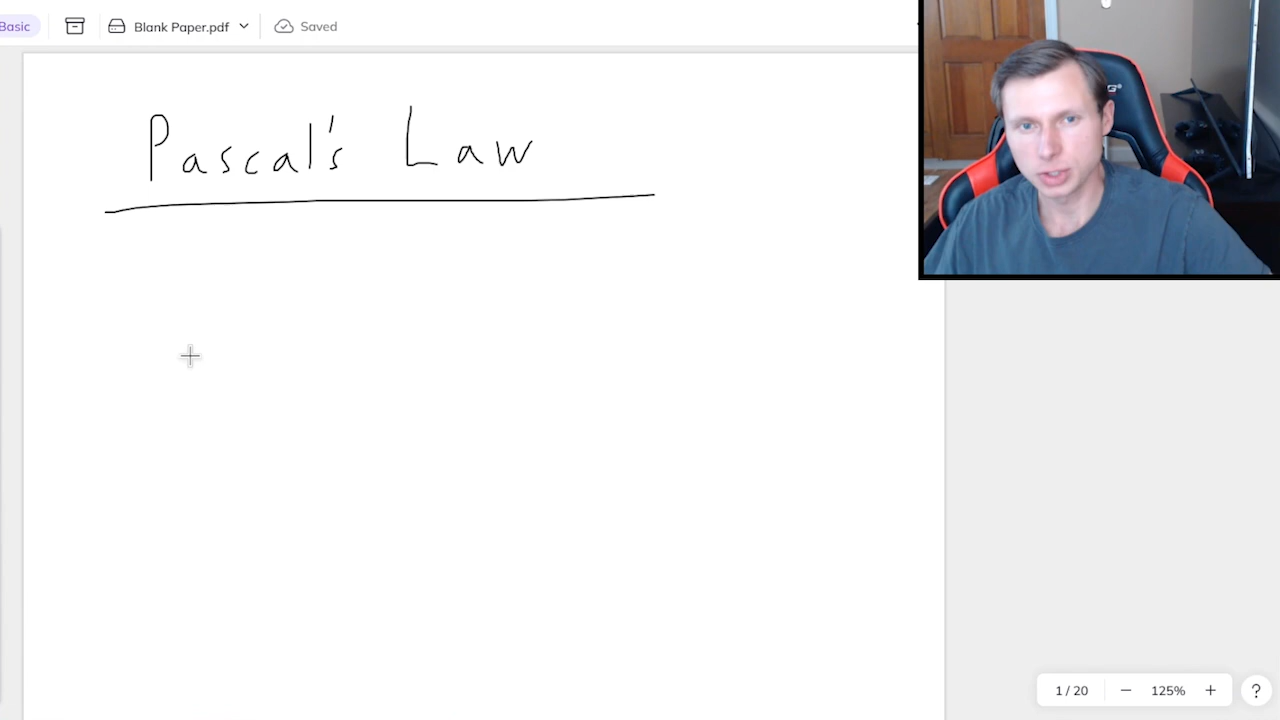 Basic
Blank Paper.pdf
Saved
Pascal's Law
1 / 20
125%
?